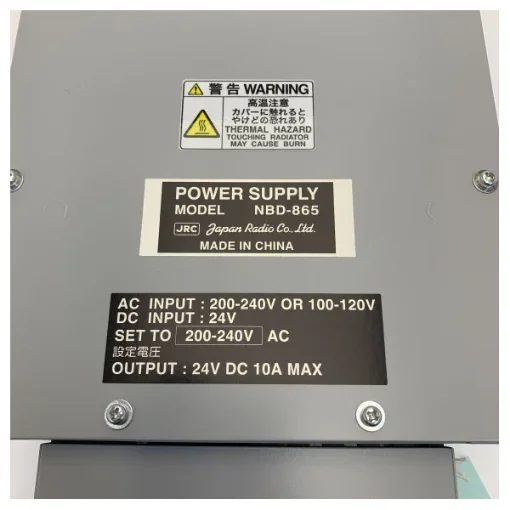 警告 WARNING
高温注意
カバーに触れると
やけどの恐れあり
THERMAL HAZARD
TOUCHING RADIATOR
MAY CAUSE BURN
POWER SUPPLY
MODEL NBD-865
JRC Japan Radio Co., Ltd.
MADE IN CHINA
AC INPUT : 200-240V OR 100-120V
DC INPUT : 24V
SET TO 200-240V AC
設定電圧
OUTPUT : 24V DC 10A MAX